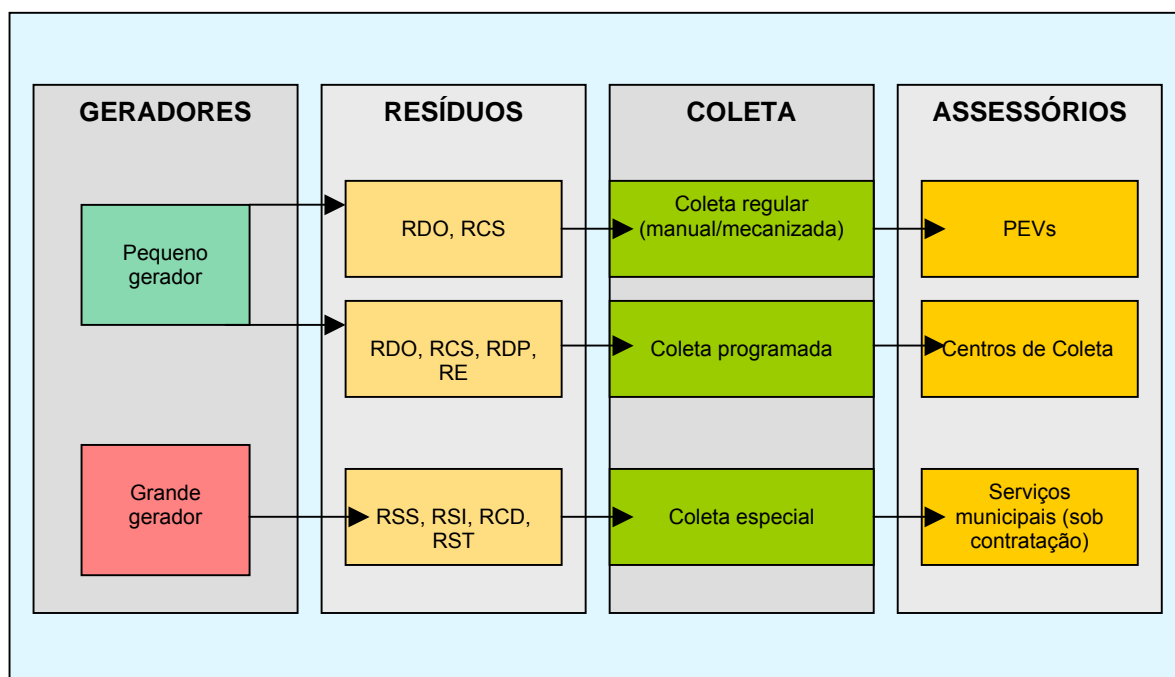 GERADORES
RESÍDUOS
COLETA
ASSESSÓRIOS
Pequeno
gerador
RDO, RCS
Coleta regular
(manual/mecanizada)
PEVs
RDO, RCS, RDP,
RE
Coleta programada
Centros de Coleta
Grande
gerador
RSS, RSI, RCD,
RST
Coleta especial
Serviços
municipais (sob
contratação)